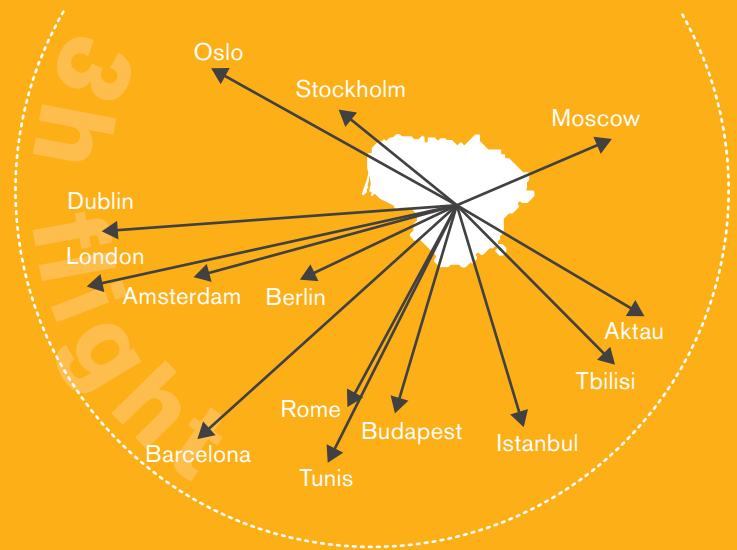 3h flight
Oslo
Stockholm
Moscow
Dublin
London
Amsterdam
Berlin
Aktau
Tbilisi
Rome
Budapest
Istanbul
Barcelona
Tunis